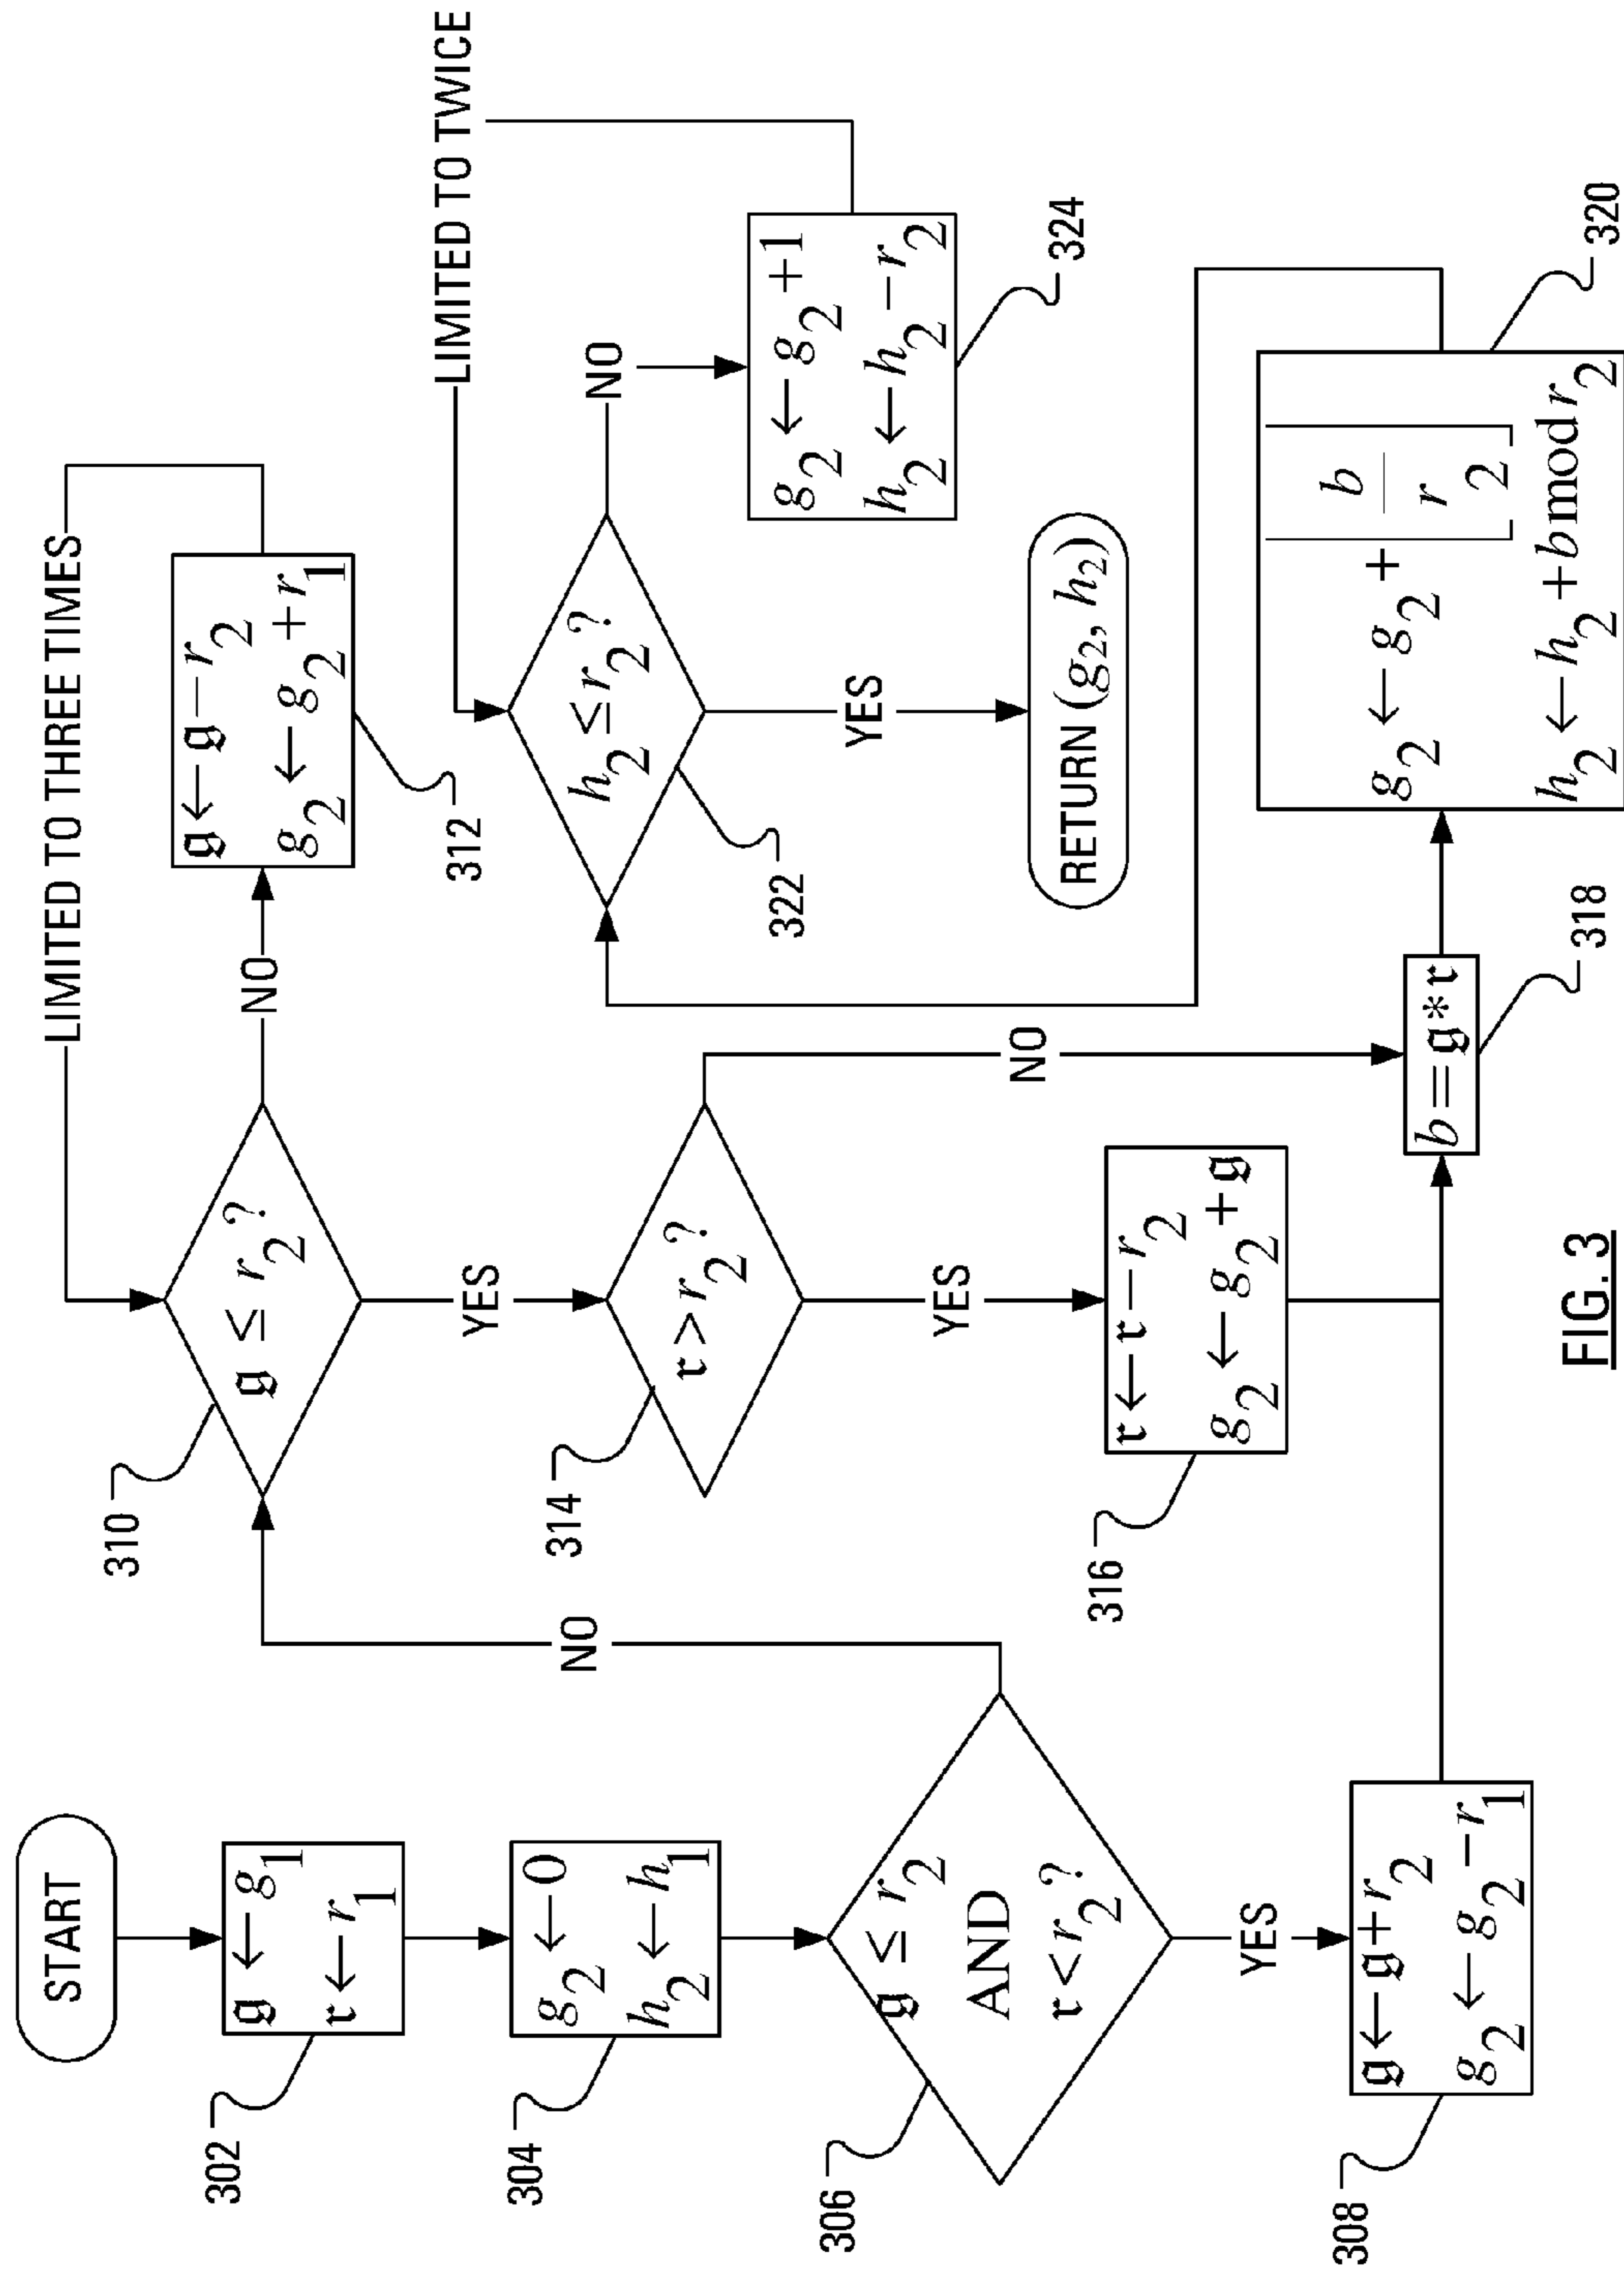 START
𝔤 ← g₁
𝔯 ← r₁
302
g₂ ← 0
h₂ ← h₁
304
𝔤 ≤ r₂
AND
𝔯 < r₂?
306
NO
YES
𝔤 ← 𝔤 + r₂
g₂ ← g₂ − r₁
308
LIMITED TO THREE TIMES
𝔤 ≤ r₂?
310
NO
𝔤 ← 𝔤 − r₂
g₂ ← g₂ + r₁
312
YES
𝔯 > r₂?
314
NO
YES
𝔯 ← 𝔯 − r₂
g₂ ← g₂ + 𝔤
316
b = 𝔤 * 𝔯
318
g₂ ← g₂ + ⌊b / r₂⌋
h₂ ← h₂ + b mod r₂
320
LIMITED TO TWICE
h₂ ≤ r₂?
322
NO
g₂ ← g₂ + 1
h₂ ← h₂ − r₂
324
YES
RETURN (g₂, h₂)
FIG. 3